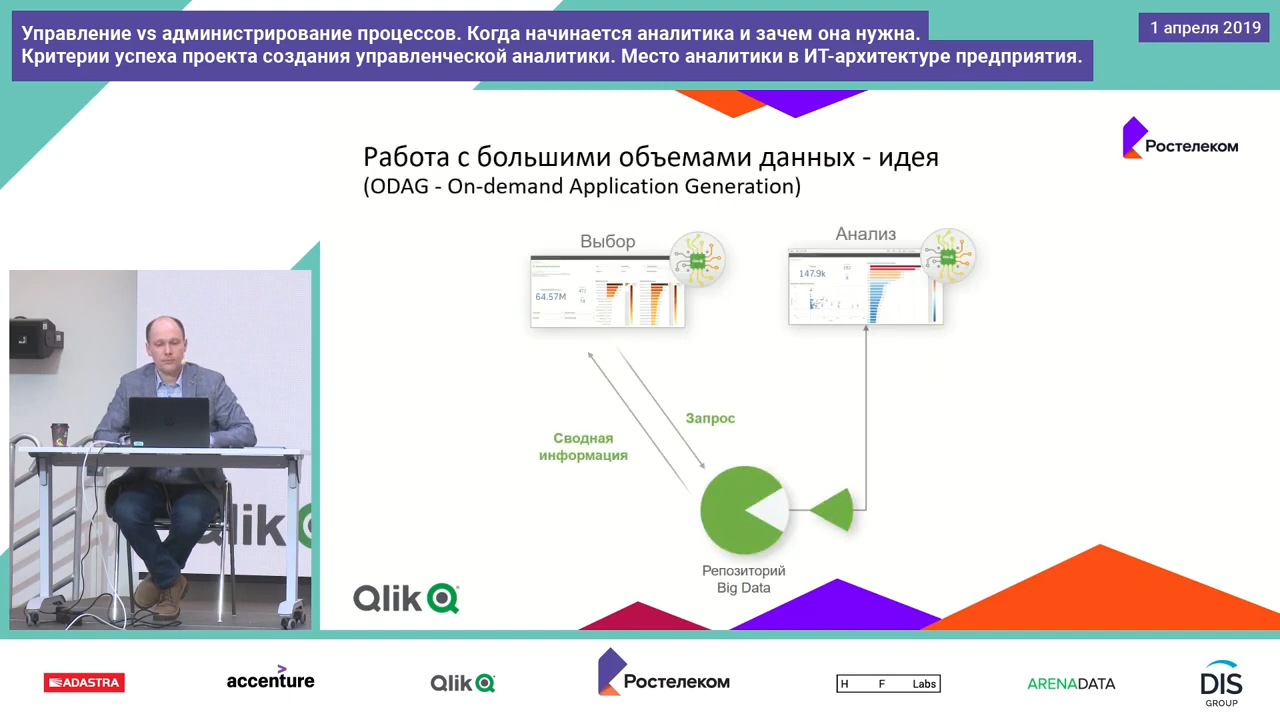 Управление vs администрирование процессов. Когда начинается аналитика и зачем она нужна.
Критерии успеха проекта создания управленческой аналитики. Место аналитики в ИТ-архитектуре предприятия.
1 апреля 2019
Ростелеком
Работа с большими объемами данных - идея
(ODAG - On-demand Application Generation)
Выбор
Анализ
64.57M
147.9k
Запрос
Сводная
информация
Репозиторий
Big Data
Qlik
Qlik
ADASTRA
accenture
Qlik
Ростелеком
H F Labs
ARENADATA
DIS
GROUP